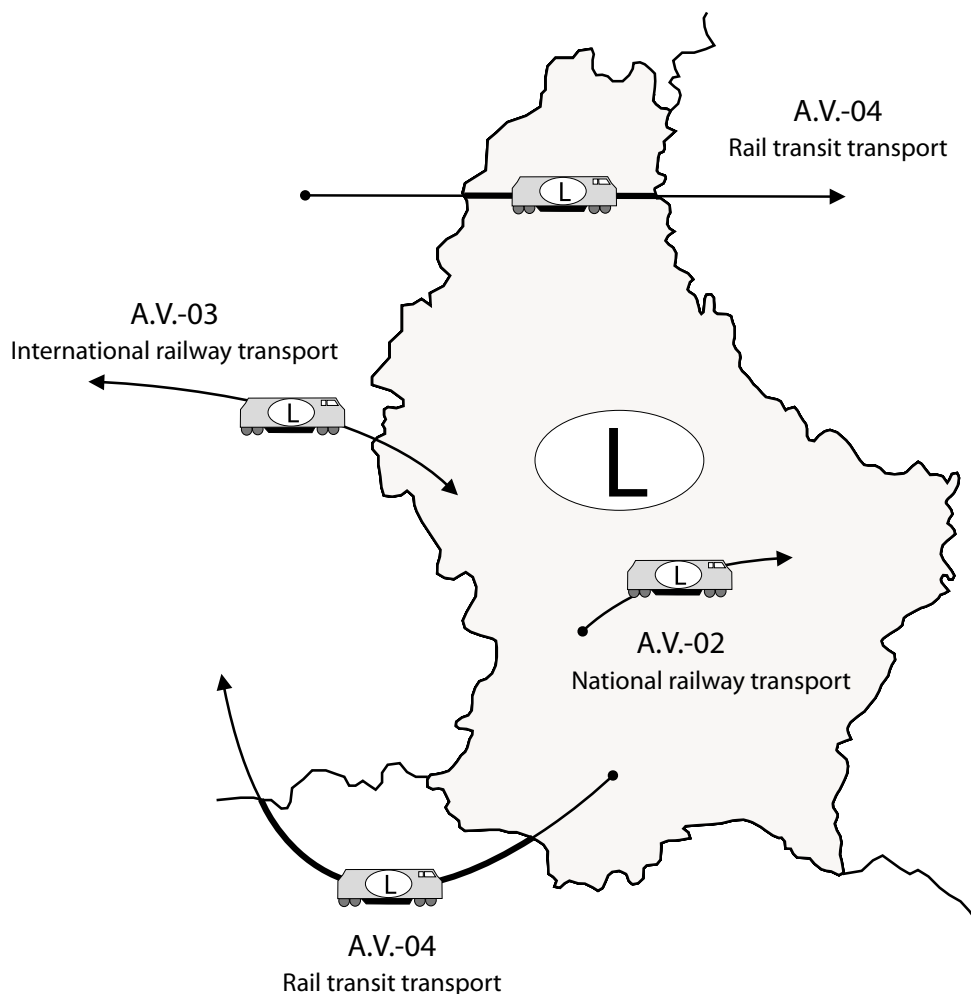 A.V.-04
Rail transit transport
L
A.V.-03
International railway transport
L
L
L
A.V.-02
National railway transport
L
A.V.-04
Rail transit transport